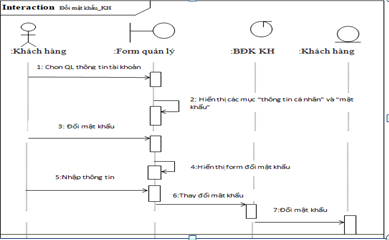 Interaction Đổi mật khẩu_KH
:Khách hàng
:Form quản lý
:BĐK KH
:Khách hàng
1: Chọn QL thông tin tài khoản
2: Hiển thị các mục "thông tin cá nhân" và "mật
khẩu"
3: Đổi mật khẩu
4:Hiển thị form đổi mật khẩu
5:Nhập thông tin
6:Thay đổi mật khẩu
7:Đổi mật khẩu